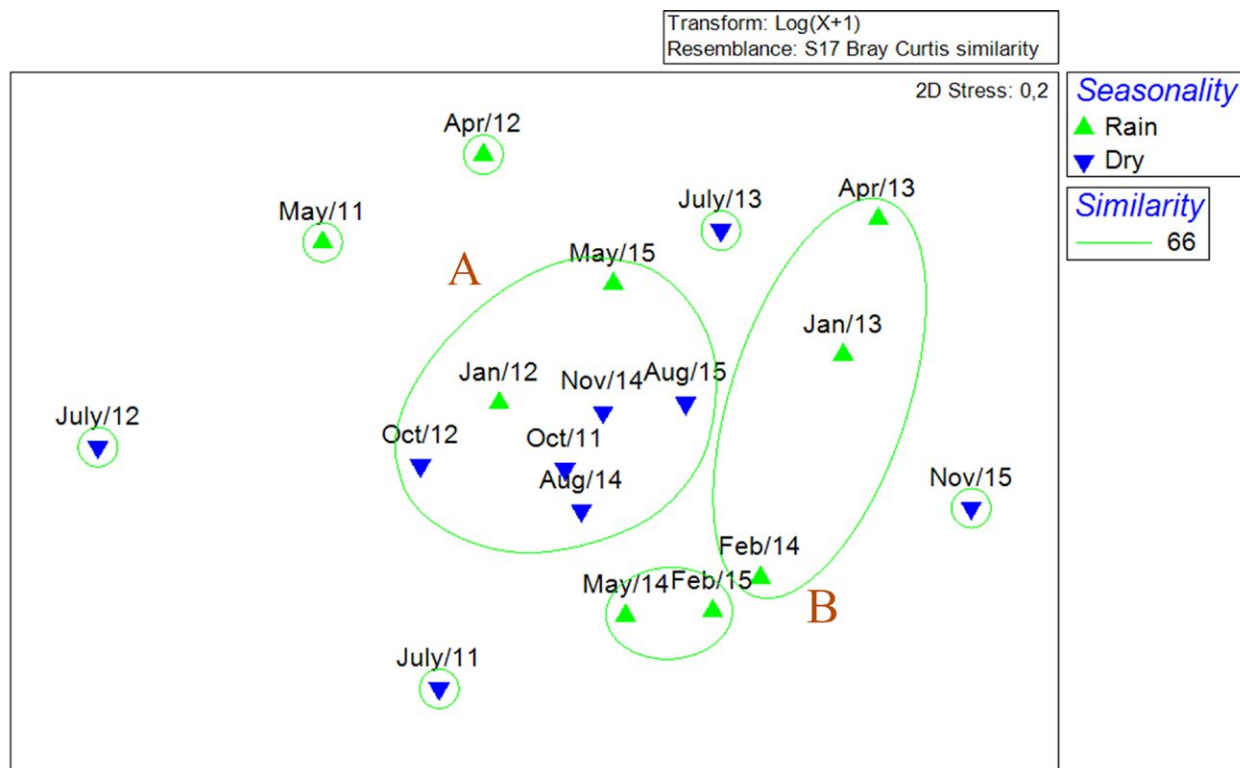 Transform: Log(X+1)
Resemblance: S17 Bray Curtis similarity
2D Stress: 0,2
Seasonality
Rain
Dry
Similarity
66
Apr/12
May/11
July/13
Apr/13
A
May/15
Jan/13
Jan/12
Nov/14
Aug/15
July/12
Oct/12
Oct/11
Aug/14
Nov/15
Feb/14
May/14
Feb/15
B
July/11